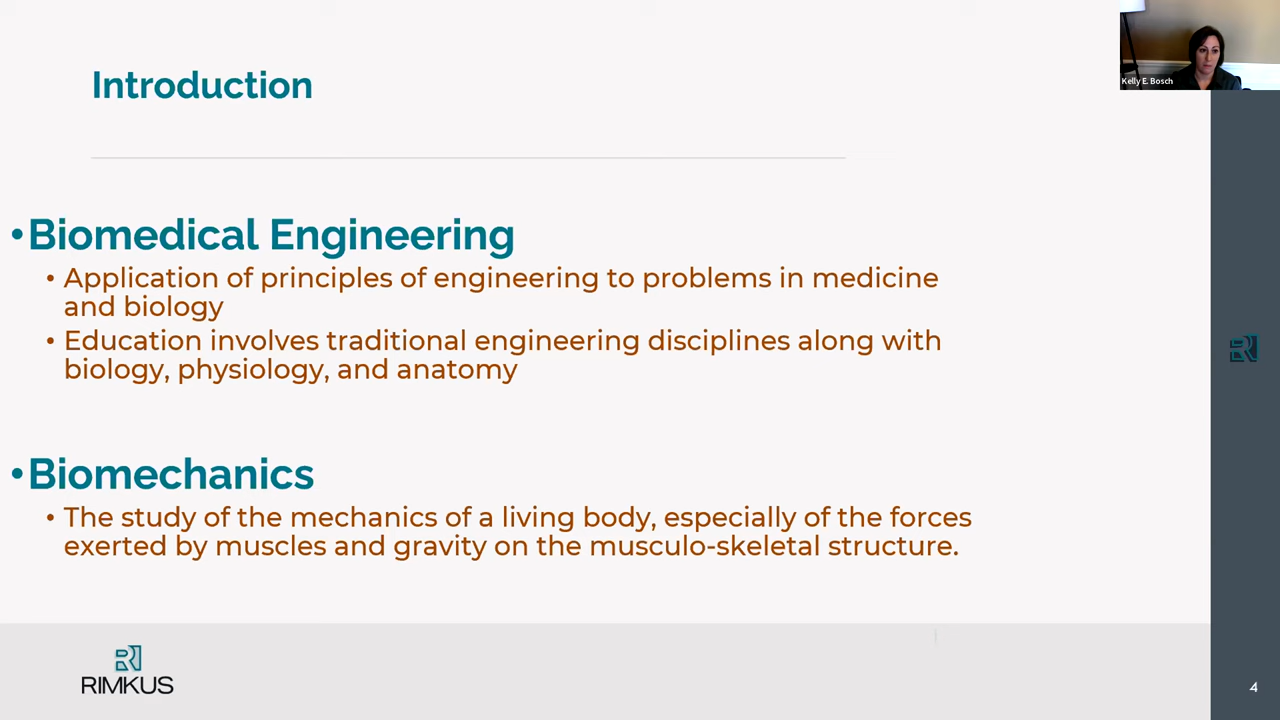 Introduction
Kelly E. Bosch
•Biomedical Engineering
• Application of principles of engineering to problems in medicine
and biology
• Education involves traditional engineering disciplines along with
biology, physiology, and anatomy
•Biomechanics
• The study of the mechanics of a living body, especially of the forces
exerted by muscles and gravity on the musculo-skeletal structure.
RIMKUS
4